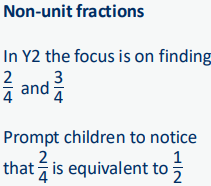 Non-unit fractions
In Y2 the focus is on finding
2/4 and 3/4
Prompt children to notice
that 2/4 is equivalent to 1/2